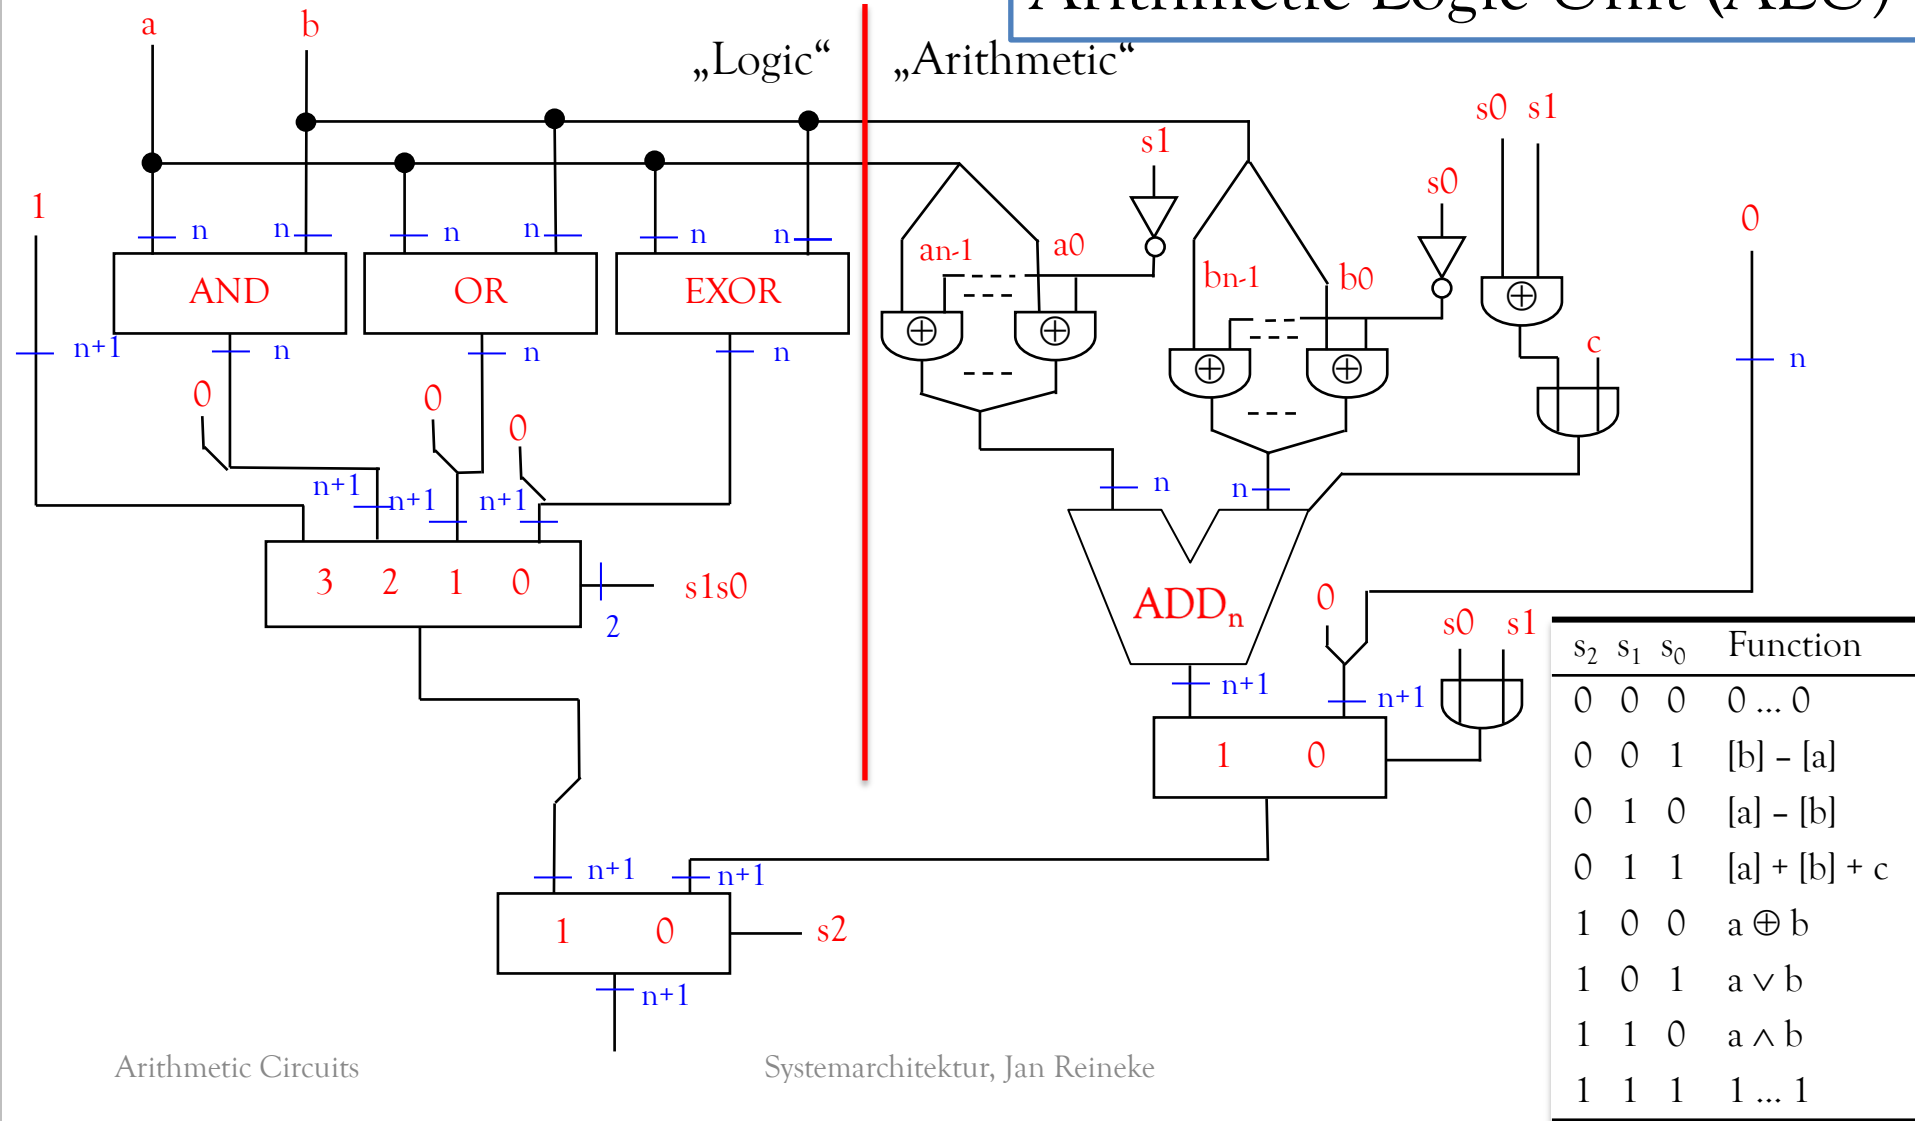 Arithmetic Logic Unit (ALU)
a
b
„Logic“
„Arithmetic“
s0 s1
s1
s0
1
0
n
n
n
n
n
n
an-1
a0
bn-1
b0
AND
OR
EXOR
⊕
⊕
⊕
⊕
⊕
c
n+1
n
n
n
n
0
0
0
n+1
n+1
n+1
n
n
3 2 1 0
s1s0
2
ADDn
0
s0 s1
n+1
n+1
1 0
n+1
n+1
1 0
s2
n+1
s2 s1 s0 Function
0 0 0 0 ... 0
0 0 1 [b] – [a]
0 1 0 [a] – [b]
0 1 1 [a] + [b] + c
1 0 0 a ⊕ b
1 0 1 a ∨ b
1 1 0 a ∧ b
1 1 1 1 ... 1
Arithmetic Circuits
Systemarchitektur, Jan Reineke